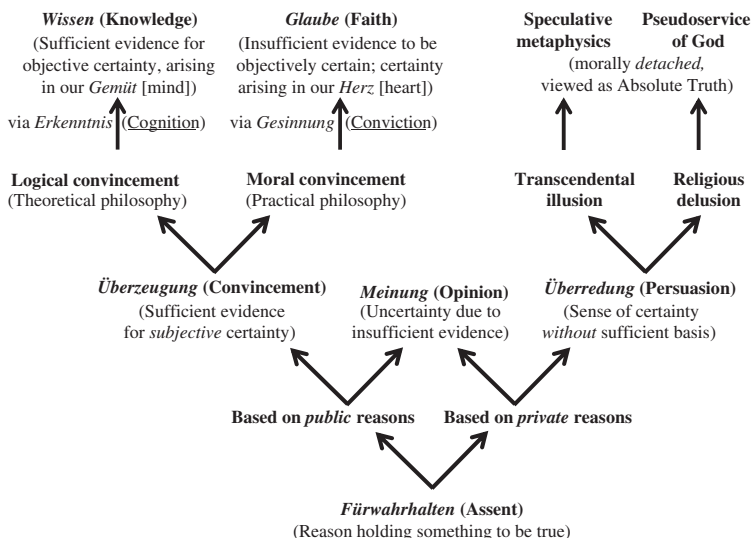 Wissen (Knowledge)
(Sufficient evidence for
objective certainty, arising
in our Gemüt [mind])
Glaube (Faith)
(Insufficient evidence to be
objectively certain; certainty
arising in our Herz [heart])
Speculative
metaphysics
Pseudoservice
of God
(morally detached,
viewed as Absolute Truth)
via Erkenntnis (Cognition)
via Gesinnung (Conviction)
Logical convincement
(Theoretical philosophy)
Moral convincement
(Practical philosophy)
Transcendental
illusion
Religious
delusion
Überzeugung (Convincement)
(Sufficient evidence
for subjective certainty)
Meinung (Opinion)
(Uncertainty due to
insufficient evidence)
Überredung (Persuasion)
(Sense of certainty
without sufficient basis)
Based on public reasons
Based on private reasons
Fürwahrhalten (Assent)
(Reason holding something to be true)